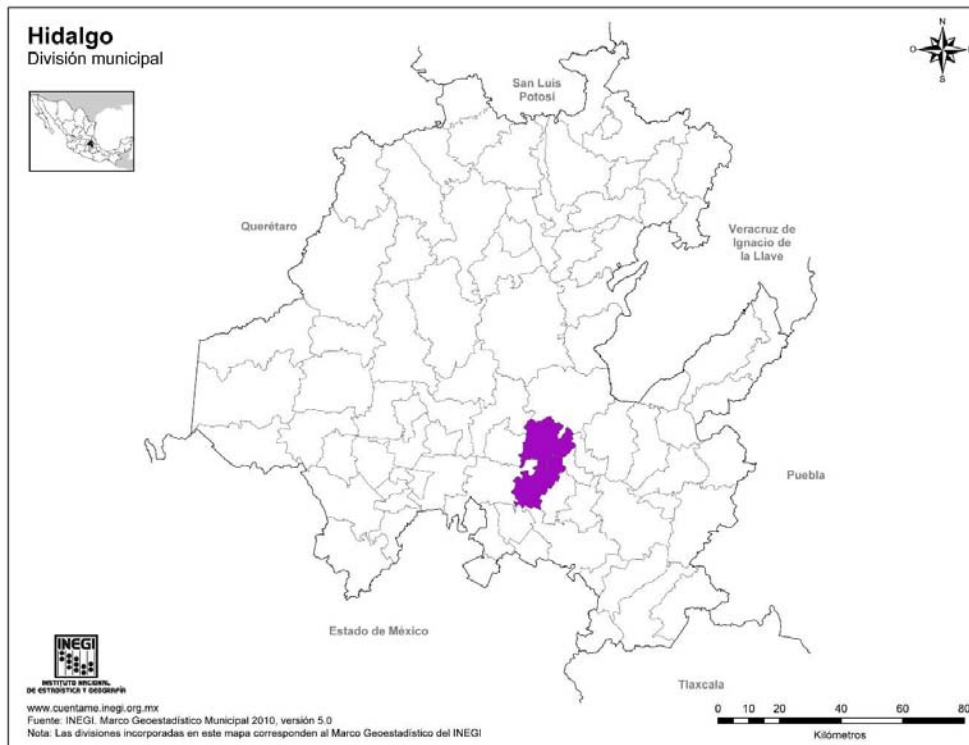 Hidalgo
División municipal
N
O
S
San Luis
Potosí
Querétaro
Veracruz de
Ignacio de
la Llave
Puebla
Estado de México
Tlaxcala
INEGI
INSTITUTO NACIONAL
DE ESTADÍSTICA Y GEOGRAFÍA
www.cuentame.inegi.org.mx
Fuente: INEGI. Marco Geoestadístico Municipal 2010, versión 5.0
Nota: Las divisiones incorporadas en este mapa corresponden al Marco Geoestadístico del INEGI
0 10 20 40 60 80
Kilómetros